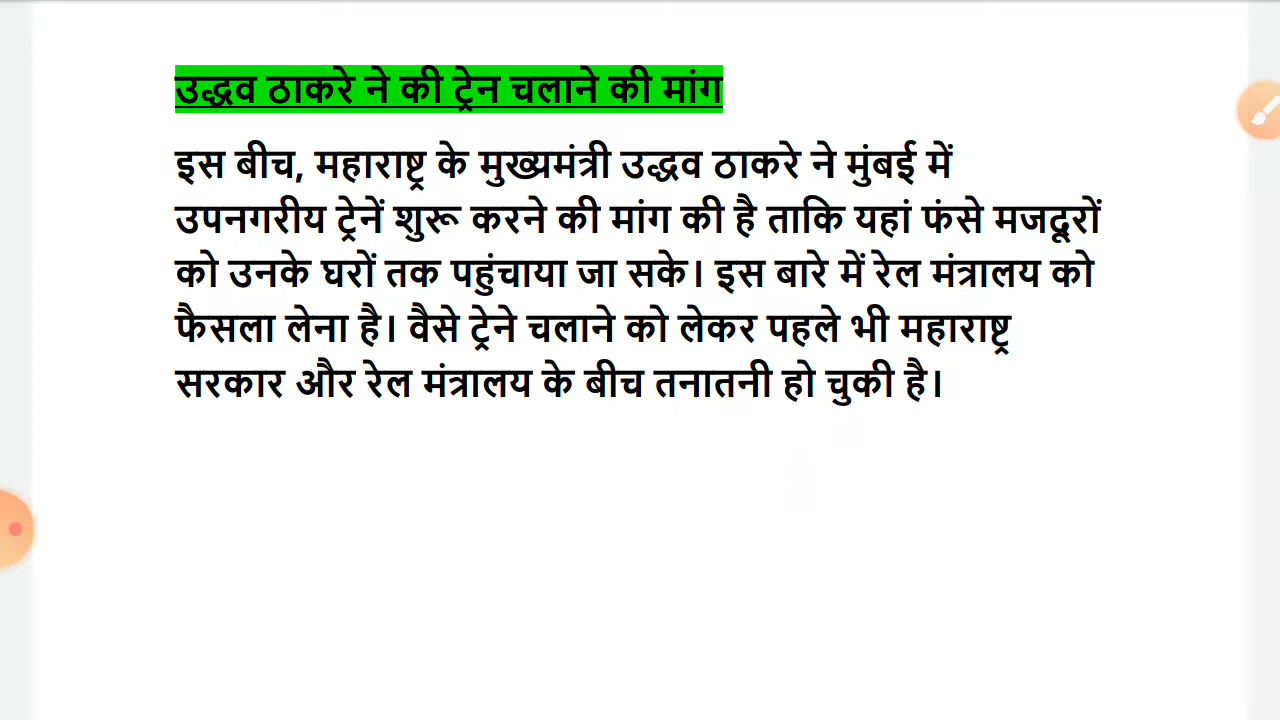 उद्धव ठाकरे ने की ट्रेन चलाने की मांग
इस बीच, महाराष्ट्र के मुख्यमंत्री उद्धव ठाकरे ने मुंबई में
उपनगरीय ट्रेनें शुरू करने की मांग की है ताकि यहां फंसे मजदूरों
को उनके घरों तक पहुंचाया जा सके। इस बारे में रेल मंत्रालय को
फैसला लेना है। वैसे ट्रेने चलाने को लेकर पहले भी महाराष्ट्र
सरकार और रेल मंत्रालय के बीच तनातनी हो चुकी है।